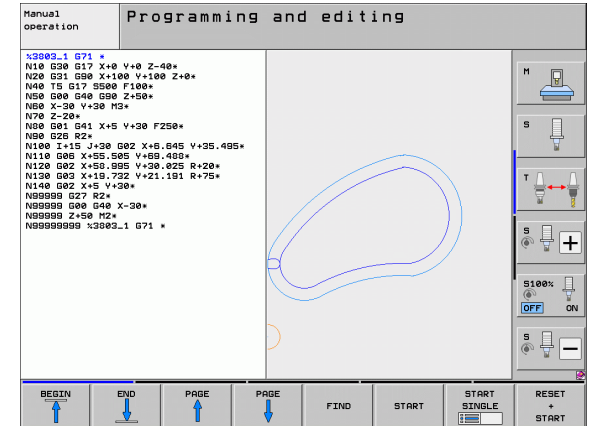 Manual
operation
Programming and editing
%3803_1 G71 *
N10 G30 G17 X+0 Y+0 Z-40*
N20 G31 G90 X+100 Y+100 Z+0*
N40 T5 G17 S500 F100*
N50 G00 G40 G90 Z+50*
N60 X-30 Y+30 M3*
N70 Z-20*
N80 G01 G41 X+5 Y+30 F250*
N90 G26 R2*
N100 I+15 J+30 G02 X+6.645 Y+35.495*
N110 G06 X+55.505 Y+69.488*
N120 G02 X+58.995 Y+30.025 R+20*
N130 G03 X+19.732 Y+21.191 R+75*
N140 G02 X+5 Y+30*
N99999 G27 R2*
N99999 G00 G40 X-30*
N99999 Z+50 M2*
N99999999 %3803_1 G71 *
M
S
T
S
+
S100%
OFF ON
S
−
BEGIN
END
PAGE
PAGE
FIND
START
START
SINGLE
RESET
+
START